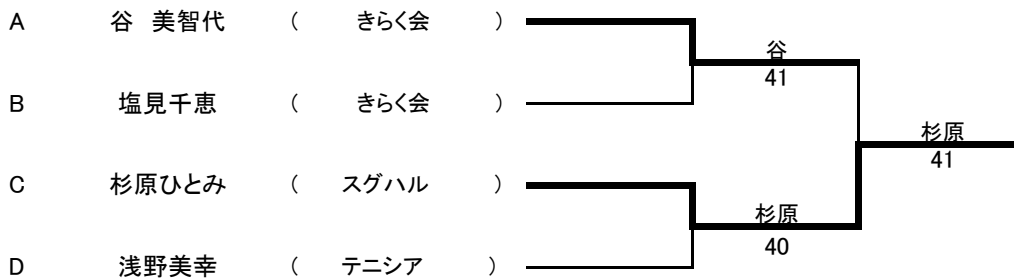 A 谷 美智代 ( きらく会 )
谷
41
B 塩見千恵 ( きらく会 )
杉原
41
C 杉原ひとみ ( スグハル )
杉原
40
D 浅野美幸 ( テニシア )